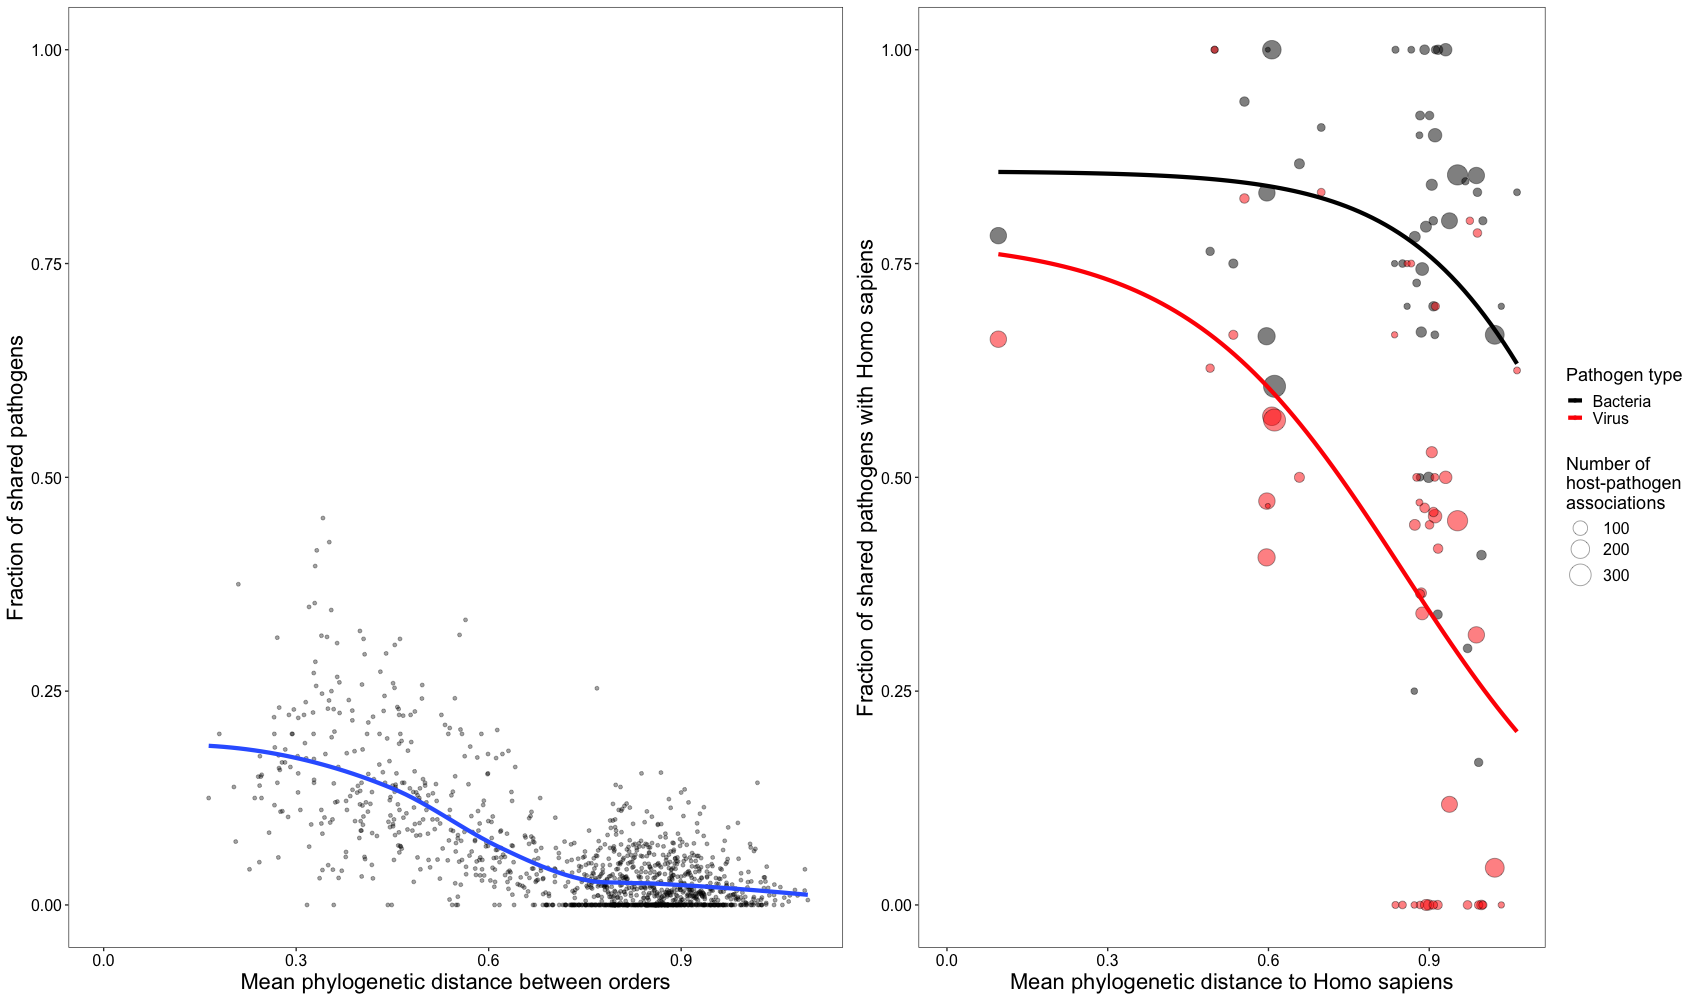 1.00
0.75
0.50
0.25
0.00
Fraction of shared pathogens
0.0
0.3
0.6
0.9
Mean phylogenetic distance between orders
1.00
0.75
0.50
0.25
0.00
Fraction of shared pathogens with Homo sapiens
0.0
0.3
0.6
0.9
Mean phylogenetic distance to Homo sapiens
Pathogen type
Bacteria
Virus
Number of
host-pathogen
associations
100
200
300